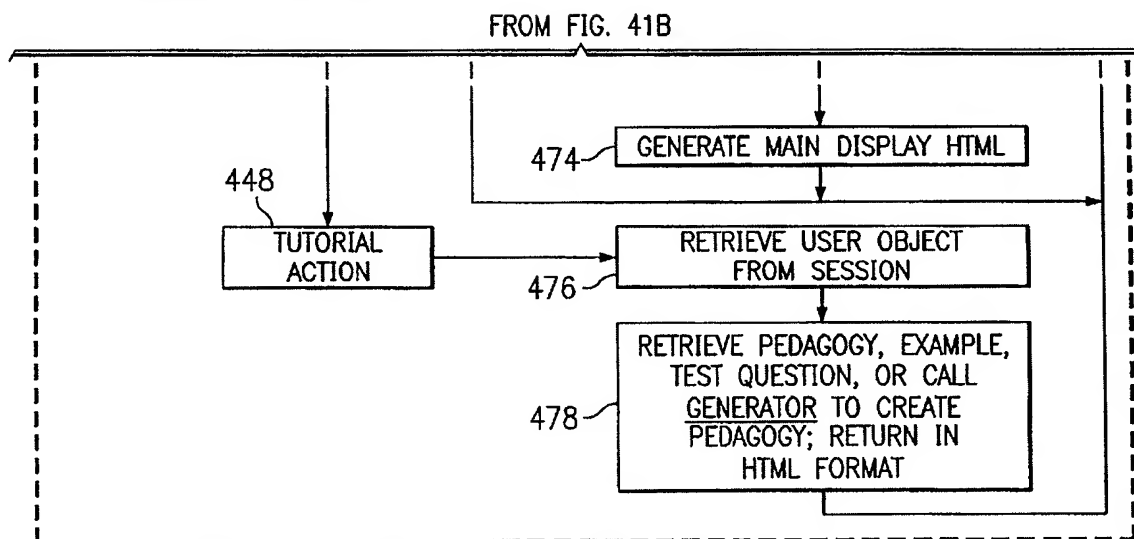 FROM FIG. 41B
474
GENERATE MAIN DISPLAY HTML
448
TUTORIAL
ACTION
476
RETRIEVE USER OBJECT
FROM SESSION
478
RETRIEVE PEDAGOGY, EXAMPLE,
TEST QUESTION, OR CALL
GENERATOR TO CREATE
PEDAGOGY; RETURN IN
HTML FORMAT